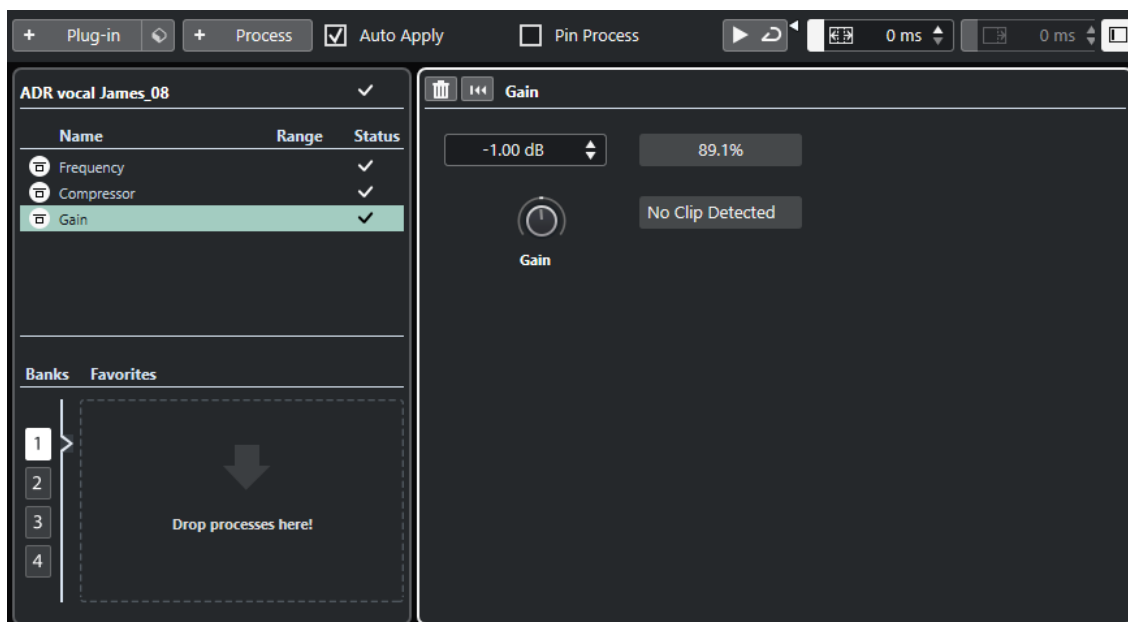 + Plug-in + Process Auto Apply Pin Process 0 ms 0 ms
ADR vocal James_08
Name Range Status
Frequency
Compressor
Gain
Banks Favorites
1
2
3
4
Drop processes here!
Gain
-1.00 dB 89.1%
No Clip Detected
Gain